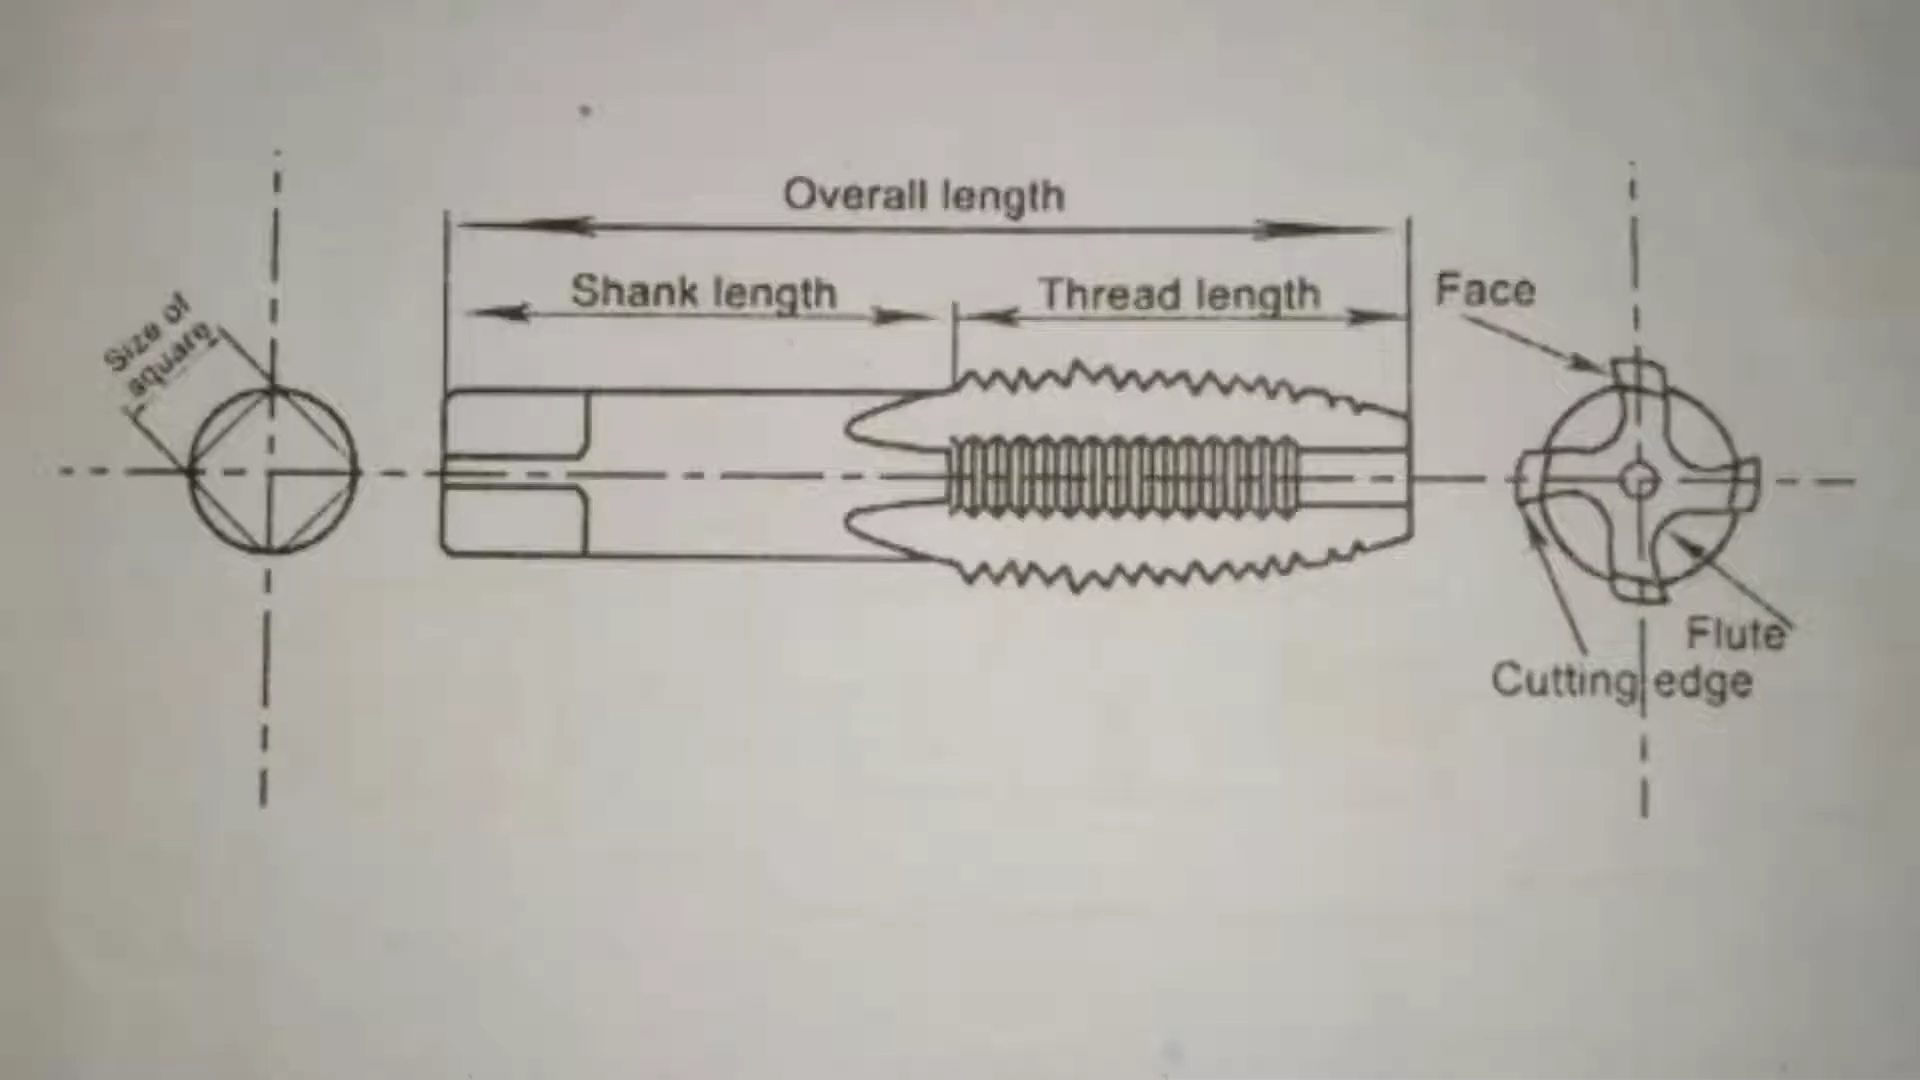 Overall length
Shank length
Thread length
Face
Size of
square
Flute
Cutting edge